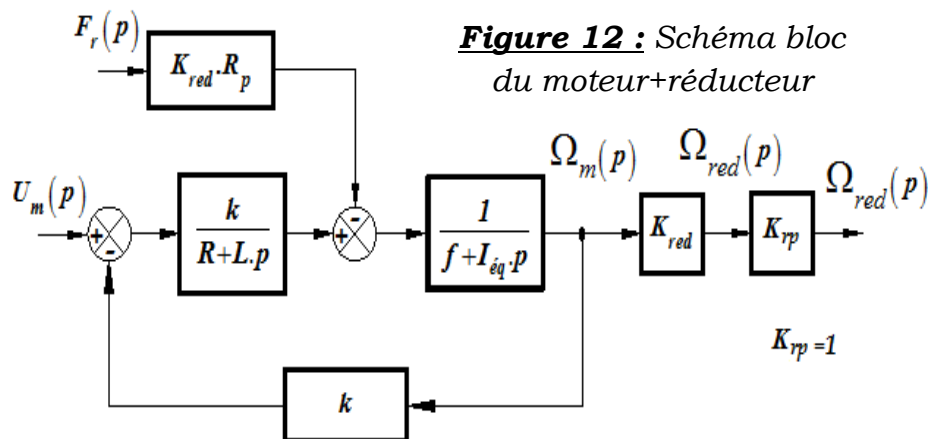 Figure 12 : Schéma bloc
du moteur+réducteur
F_r(p)
K_red.R_p
U_m(p)
+
-
k
R+L.p
-
+
1
f+I_éq.p
Ω_m(p)
Ω_red(p)
Ω_red(p)
K_red
K_rp
K_rp=1
k